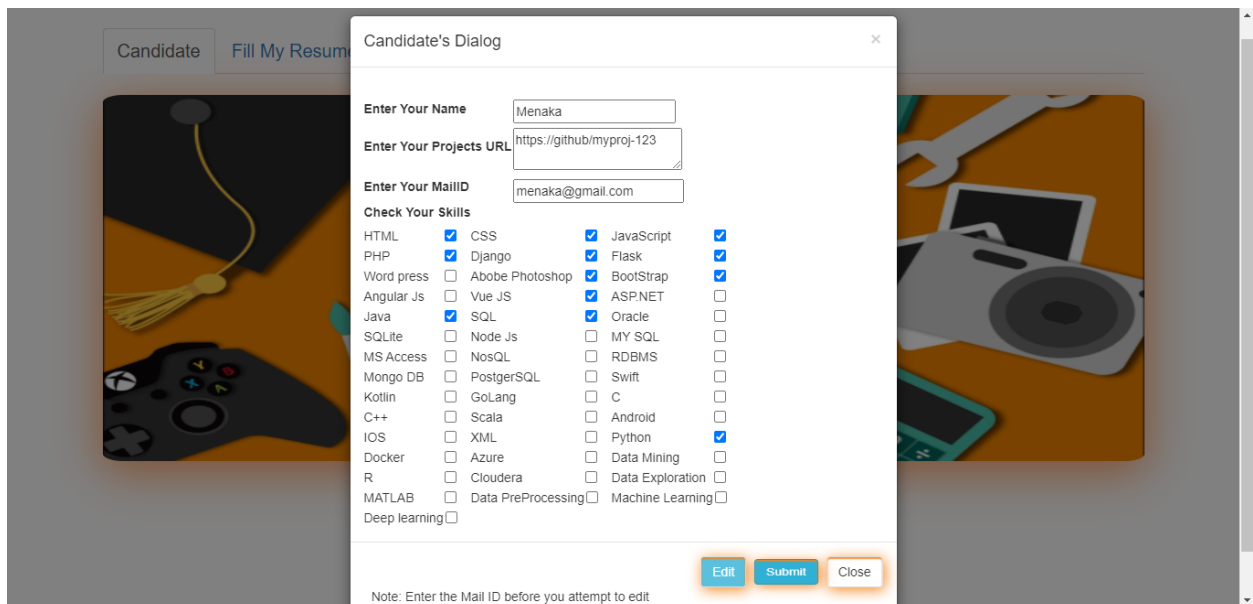 Candidate Fill My Resume
Candidate's Dialog ×
Enter Your Name Menaka
Enter Your Projects URL https://github/myproj-123
Enter Your MailID menaka@gmail.com
Check Your Skills
HTML CSS JavaScript
PHP Django Flask
Word press Abobe Photoshop BootStrap
Angular Js Vue JS ASP.NET
Java SQL Oracle
SQLite Node Js MY SQL
MS Access NosQL RDBMS
Mongo DB PostgerSQL Swift
Kotlin GoLang C
C++ Scala Android
IOS XML Python
Docker Azure Data Mining
R Cloudera Data Exploration
MATLAB Data PreProcessing Machine Learning
Deep learning
Edit Submit Close
Note: Enter the Mail ID before you attempt to edit
Y
X B
A